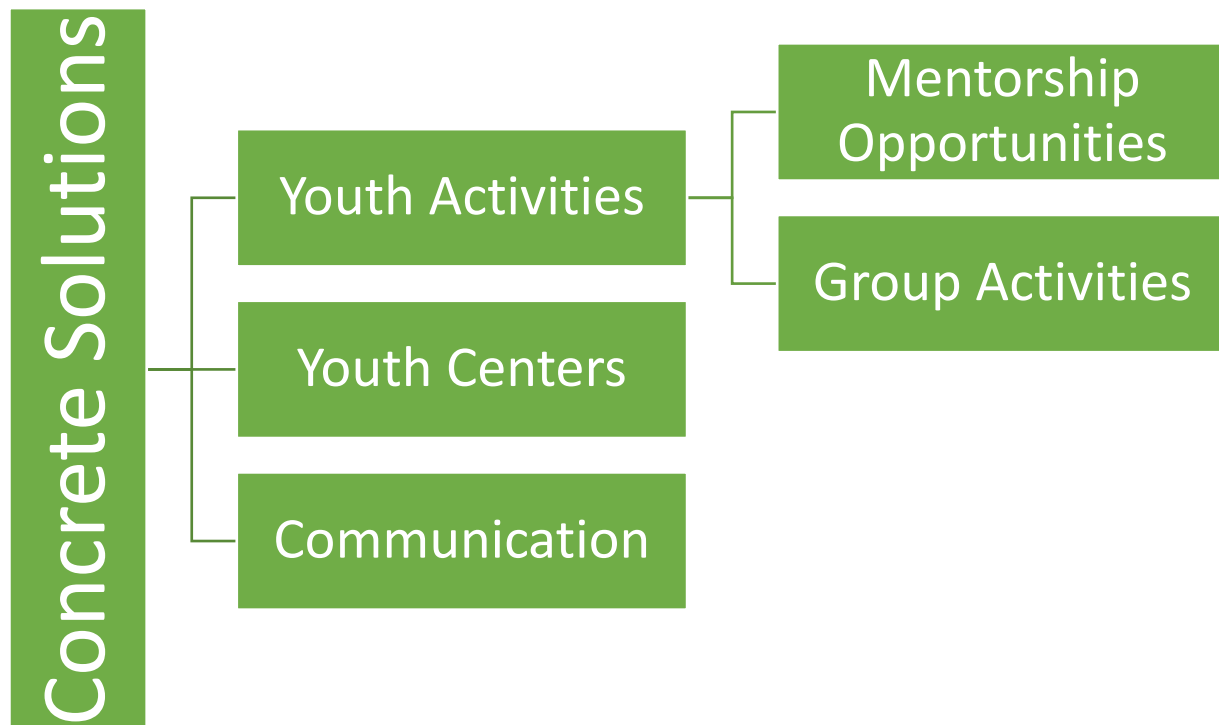 Concrete Solutions
Youth Activities
Mentorship
Opportunities
Group Activities
Youth Centers
Communication